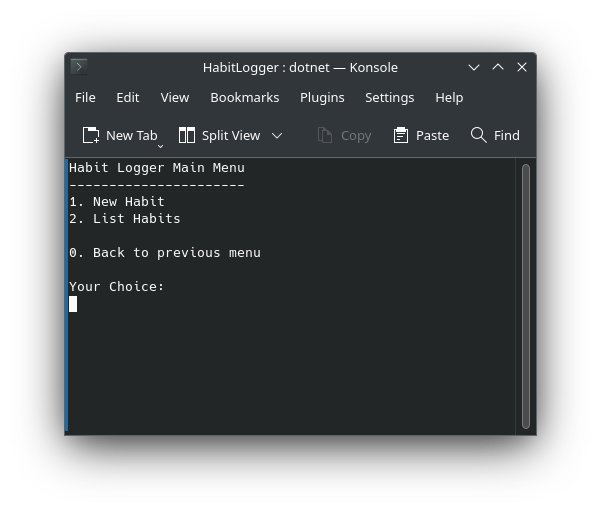 HabitLogger : dotnet — Konsole
File Edit View Bookmarks Plugins Settings Help
New Tab Split View Copy Paste Find
Habit Logger Main Menu
----------------------
1. New Habit
2. List Habits
0. Back to previous menu
Your Choice: